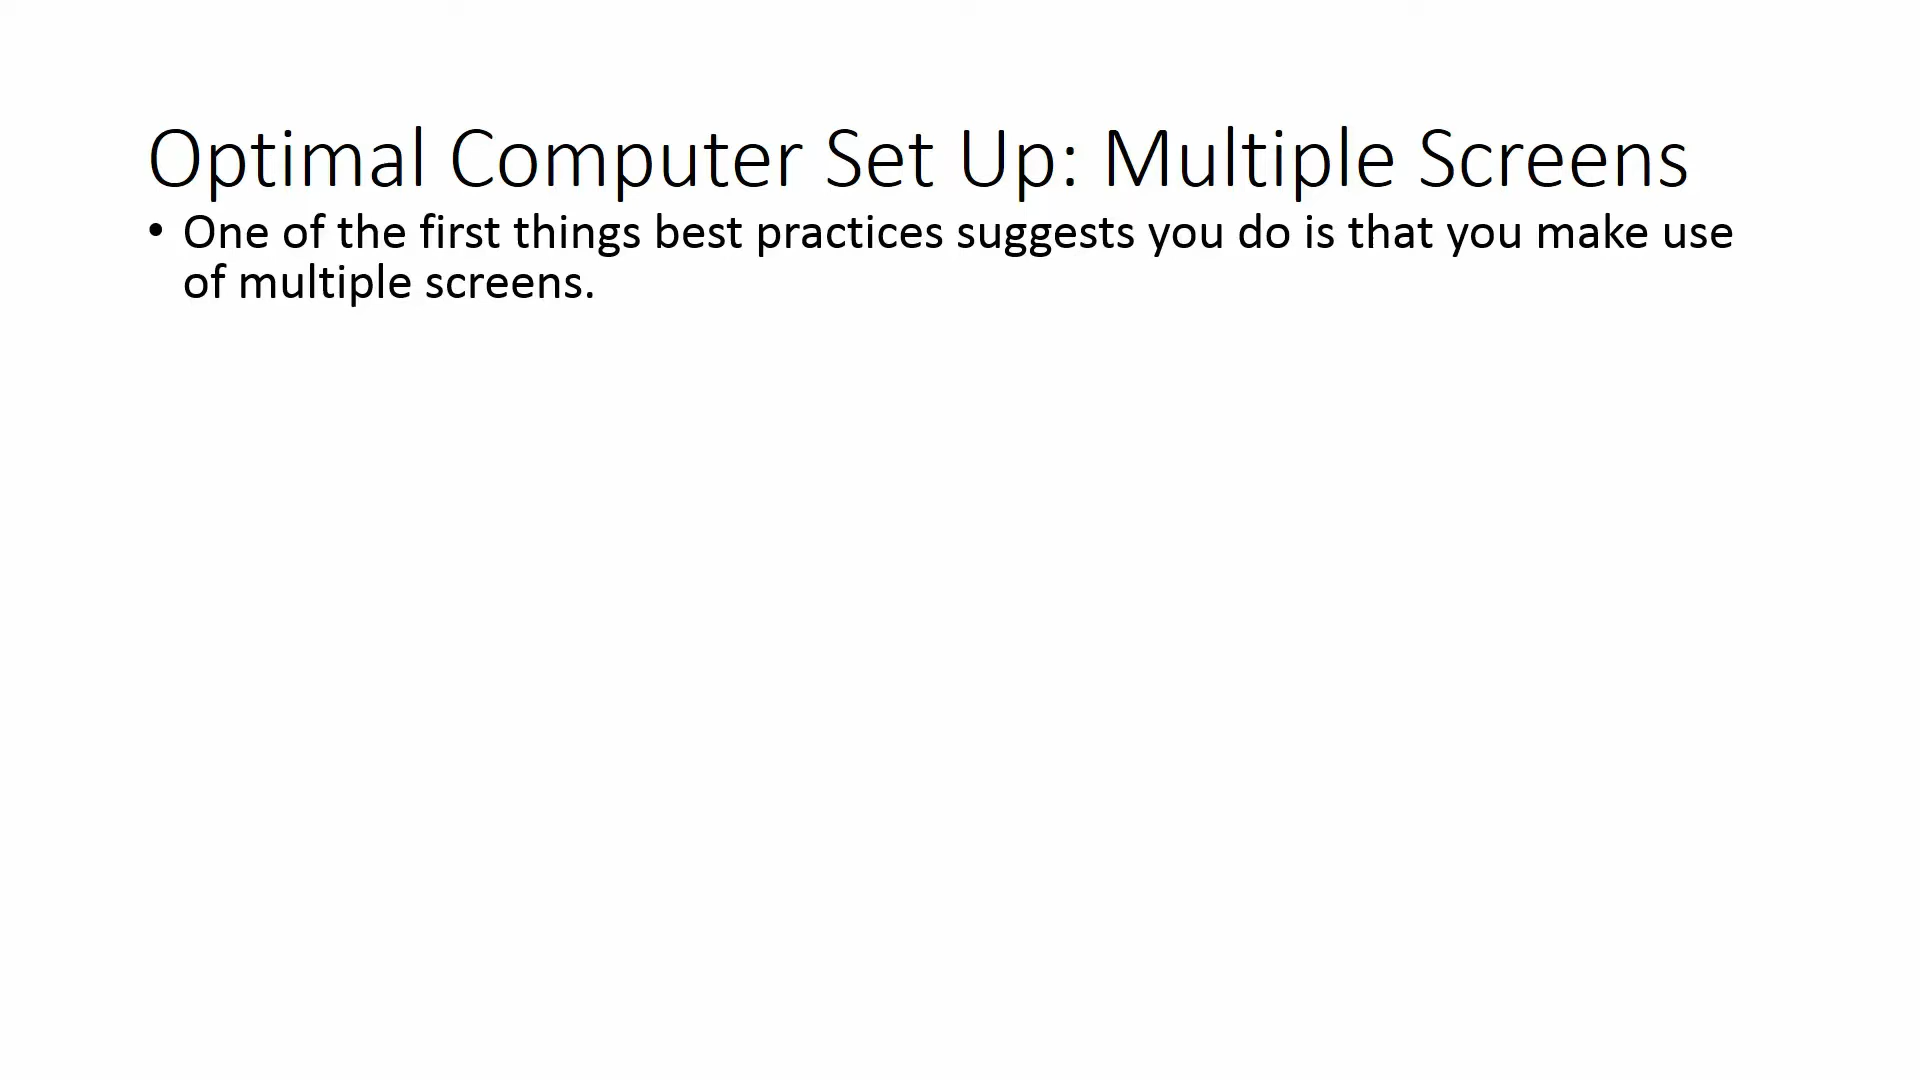 Optimal Computer Set Up: Multiple Screens
• One of the first things best practices suggests you do is that you make use
of multiple screens.